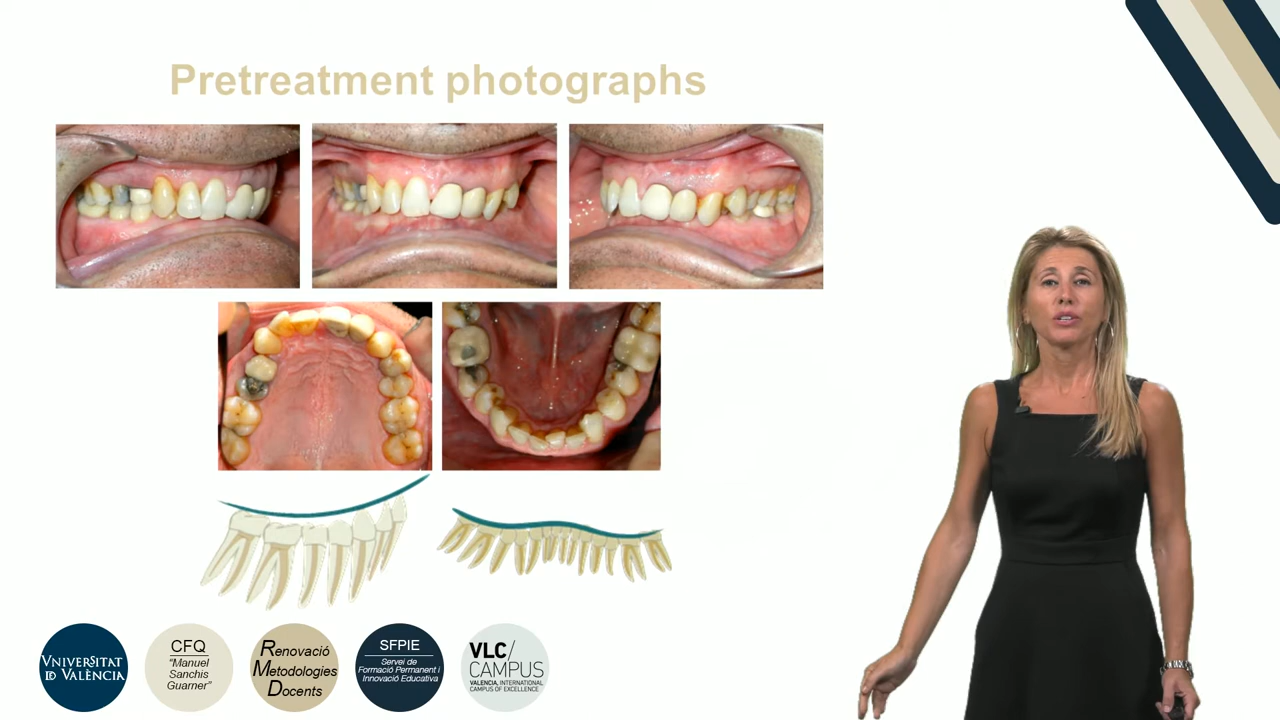 Pretreatment photographs
VNIVERSITAT
ID VALÈNCIA
CFQ
"Manuel
Sanchis
Guarner"
Renovació
Metodologies
Docents
SFPIE
Servei de
Formació Permanent i
Innovació Educativa
VLC/
CAMPUS
VALENCIA, INTERNATIONAL
CAMPUS OF EXCELLENCE